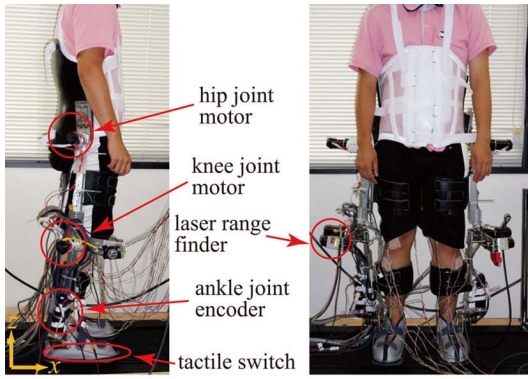 hip joint
motor
knee joint
motor
laser range
finder
ankle joint
encoder
tactile switch
z
x